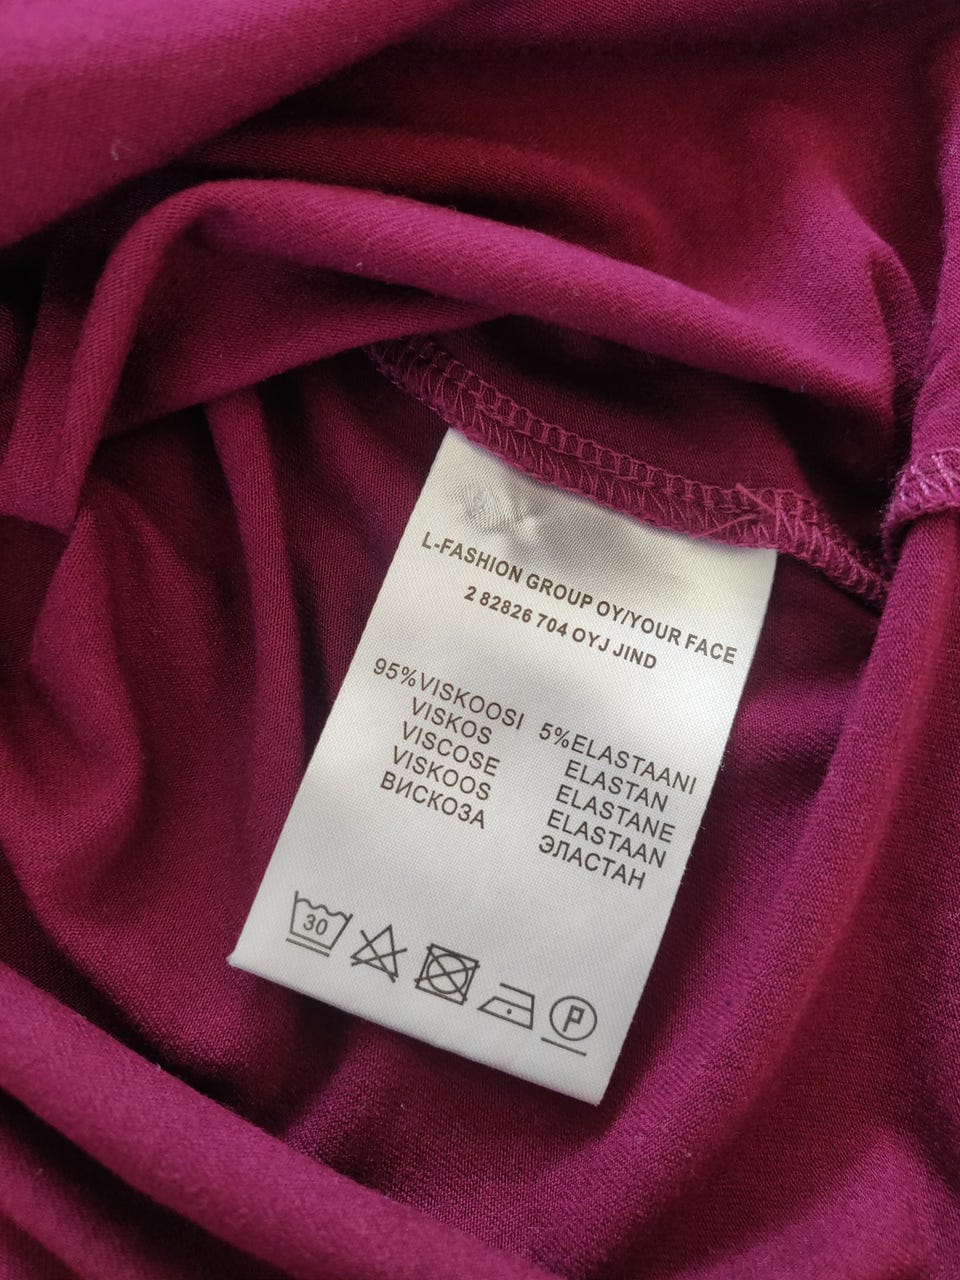 L-FASHION GROUP OY/YOUR FACE
2 82826 704 OYJ JIND
95%VISKOOSI 5%ELASTAANI
VISKOS ELASTAN
VISCOSE ELASTANE
VISKOOS ELASTAAN
ВИСКОЗА ЭЛАСТАН
30 P